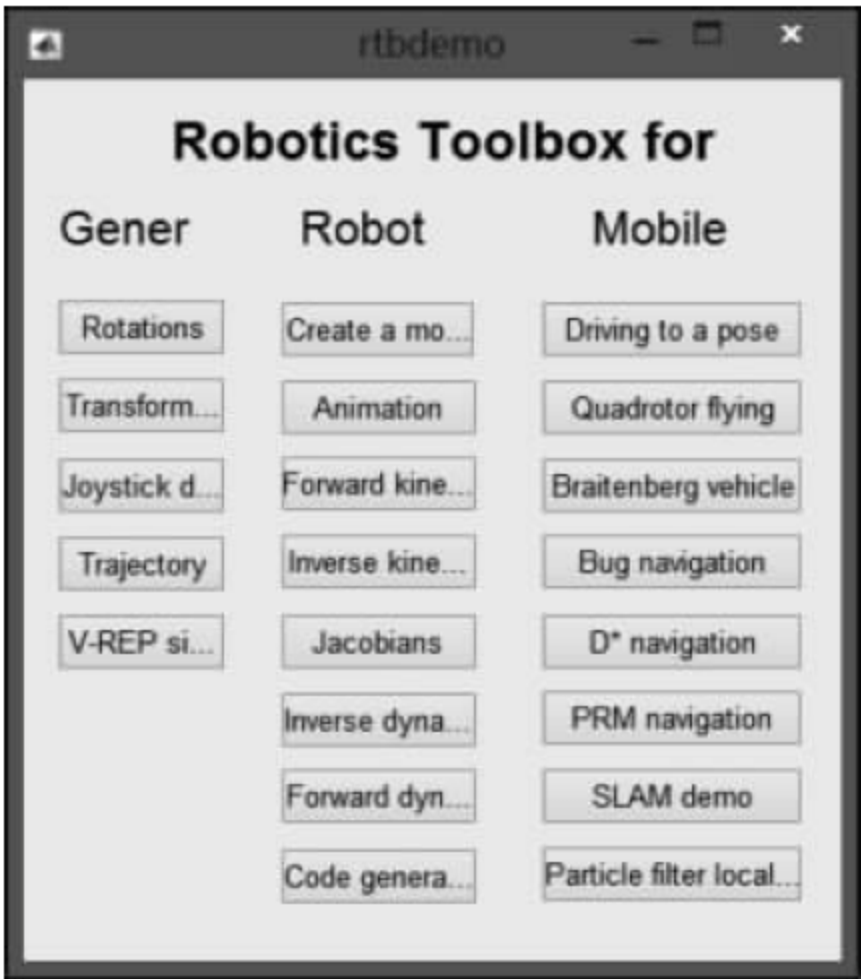 rtbdemo
Robotics Toolbox for
Gener
Robot
Mobile
Rotations
Transform...
Joystick d...
Trajectory
V-REP si...
Create a mo...
Animation
Forward kine...
Inverse kine...
Jacobians
Inverse dyna...
Forward dyn...
Code genera...
Driving to a pose
Quadrotor flying
Braitenberg vehicle
Bug navigation
D* navigation
PRM navigation
SLAM demo
Particle filter local...